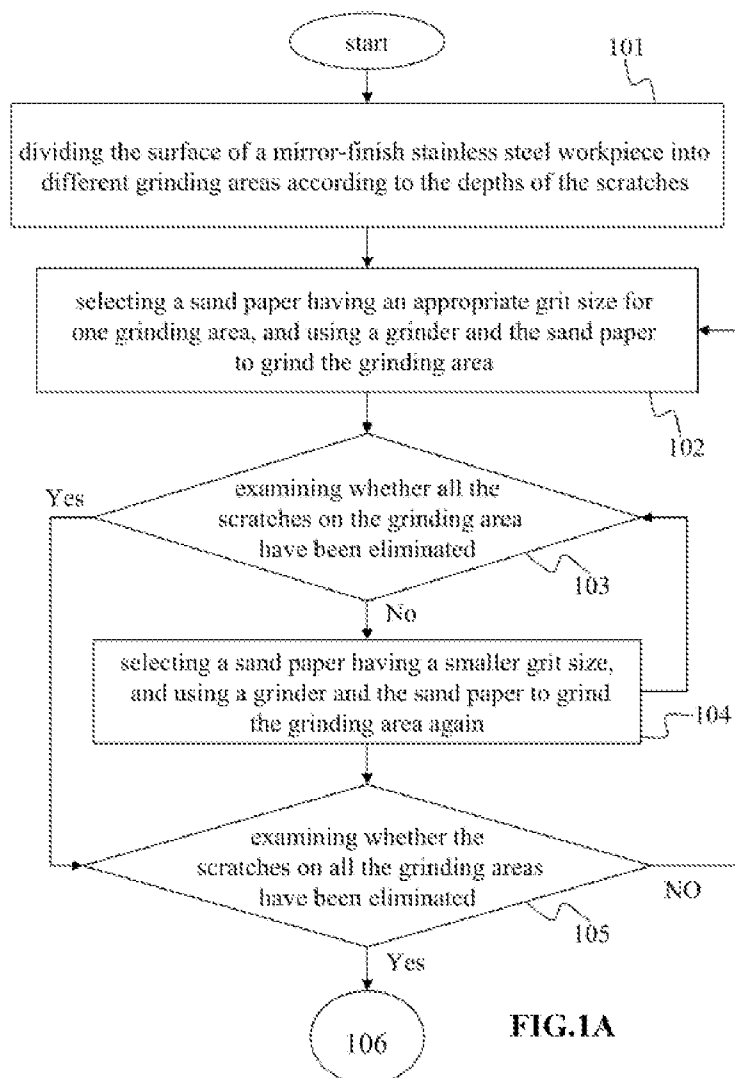 start
101
dividing the surface of a mirror-finish stainless steel workpiece into
different grinding areas according to the depths of the scratches
selecting a sand paper having an appropriate grit size for
one grinding area, and using a grinder and the sand paper
to grind the grinding area
102
Yes
examining whether all the
scratches on the grinding area
have been eliminated
103
No
selecting a sand paper having a smaller grit size,
and using a grinder and the sand paper to grind
the grinding area again
104
examining whether the
scratches on all the grinding areas
have been eliminated
NO
105
Yes
106
FIG.1A